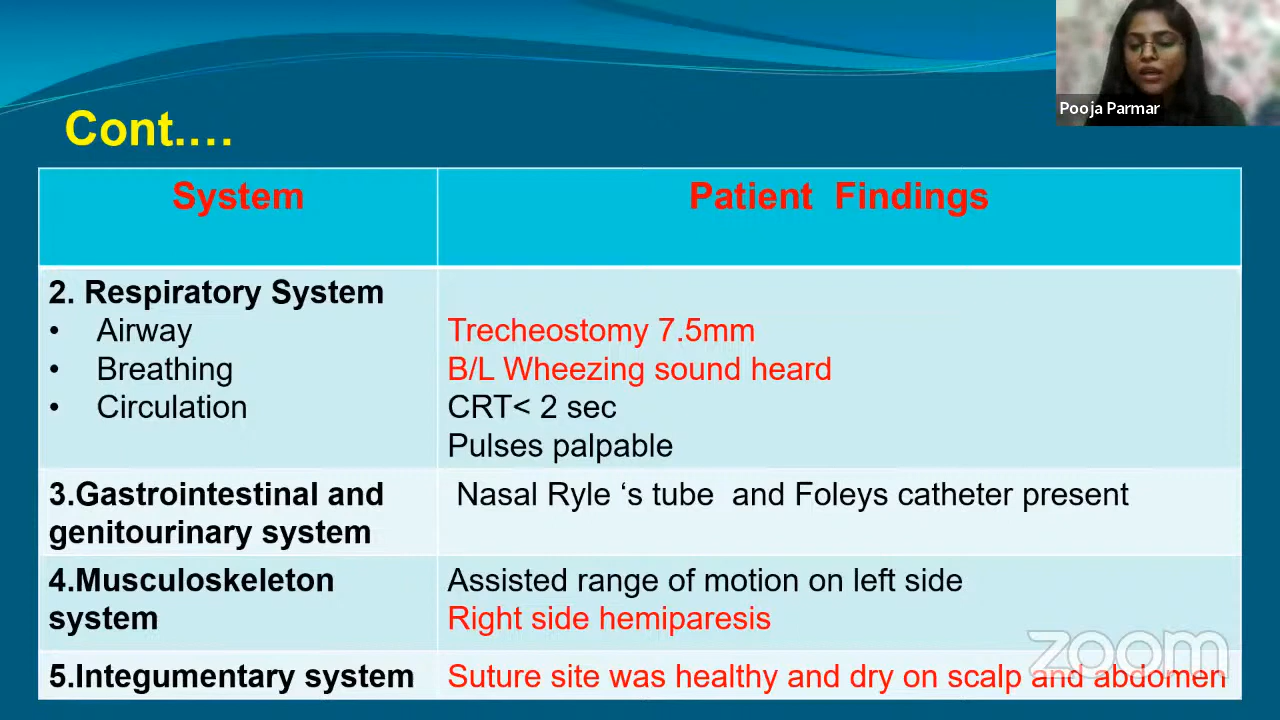 Pooja Parmar
Cont.…
System
Patient Findings
2. Respiratory System
• Airway
• Breathing
• Circulation
Trecheostomy 7.5mm
B/L Wheezing sound heard
CRT< 2 sec
Pulses palpable
3.Gastrointestinal and
genitourinary system
Nasal Ryle ‘s tube and Foleys catheter present
4.Musculoskeleton
system
Assisted range of motion on left side
Right side hemiparesis
5.Integumentary system
Suture site was healthy and dry on scalp and abdomen
zoom